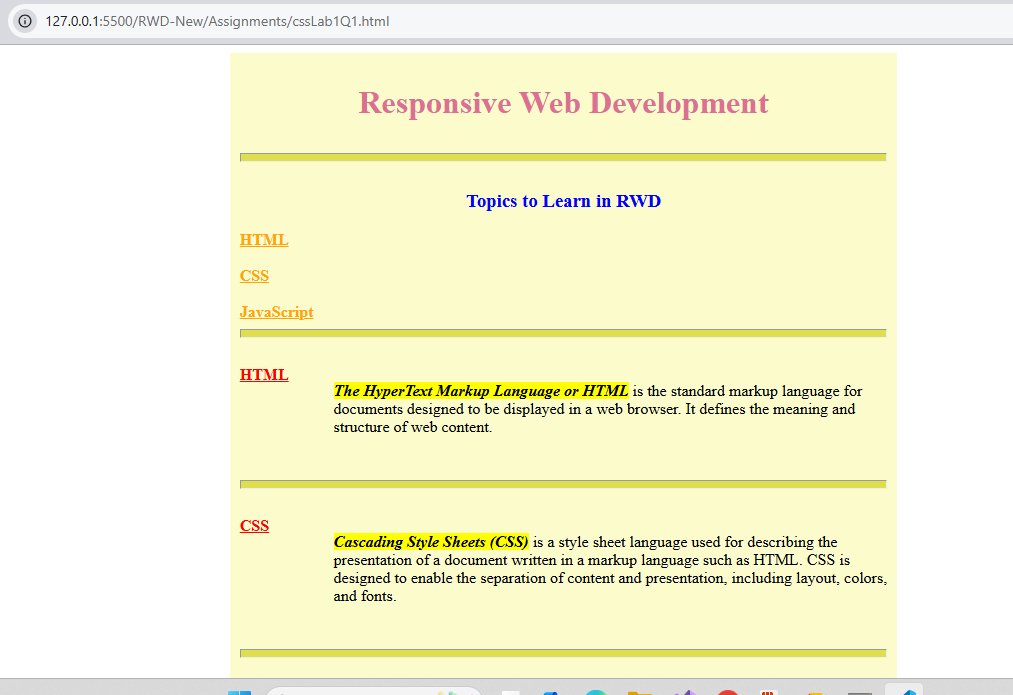 127.0.0.1:5500/RWD-New/Assignments/cssLab1Q1.html
Responsive Web Development
Topics to Learn in RWD
HTML
CSS
JavaScript
HTML
The HyperText Markup Language or HTML is the standard markup language for
documents designed to be displayed in a web browser. It defines the meaning and
structure of web content.
CSS
Cascading Style Sheets (CSS) is a style sheet language used for describing the
presentation of a document written in a markup language such as HTML. CSS is
designed to enable the separation of content and presentation, including layout, colors,
and fonts.